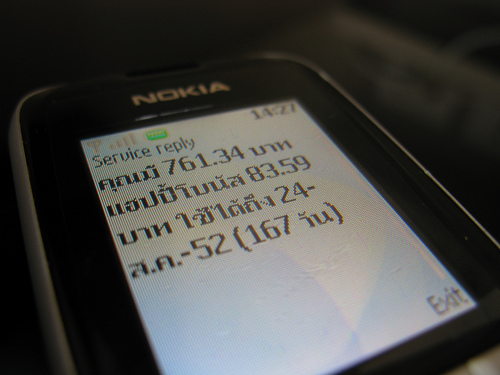 NOKIA
14:27
Service reply
คุณมี 761.34 บาท
แฮปปี้โบนัส 83.59
บาท ใช้ได้ถึง 24-
ส.ค.-52 (167 วัน)
Exit